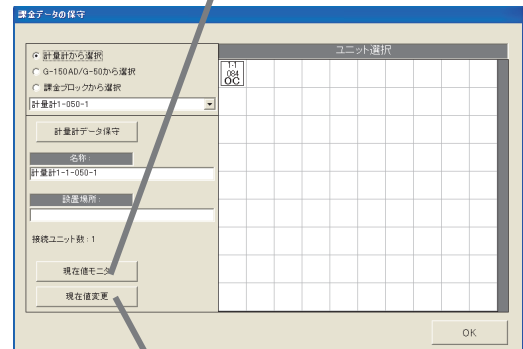 課金データの保守
計量計から選択
G-150AD/G-50から選択
課金ブロックから選択
計量計1-050-1
計量計データ保守
名称:
計量計1-1-050-1
設置場所:
接続ユニット数:1
現在値モニタ
現在値変更
ユニット選択
1-1
084
OC
OK